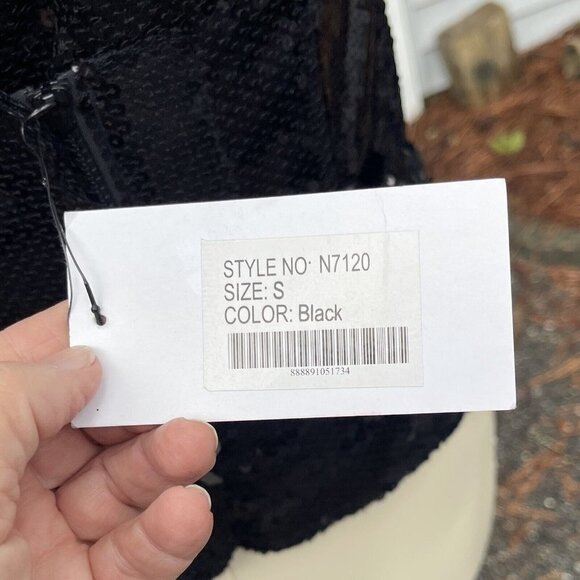 STYLE NO: N7120
SIZE: S
COLOR: Black
888891051734